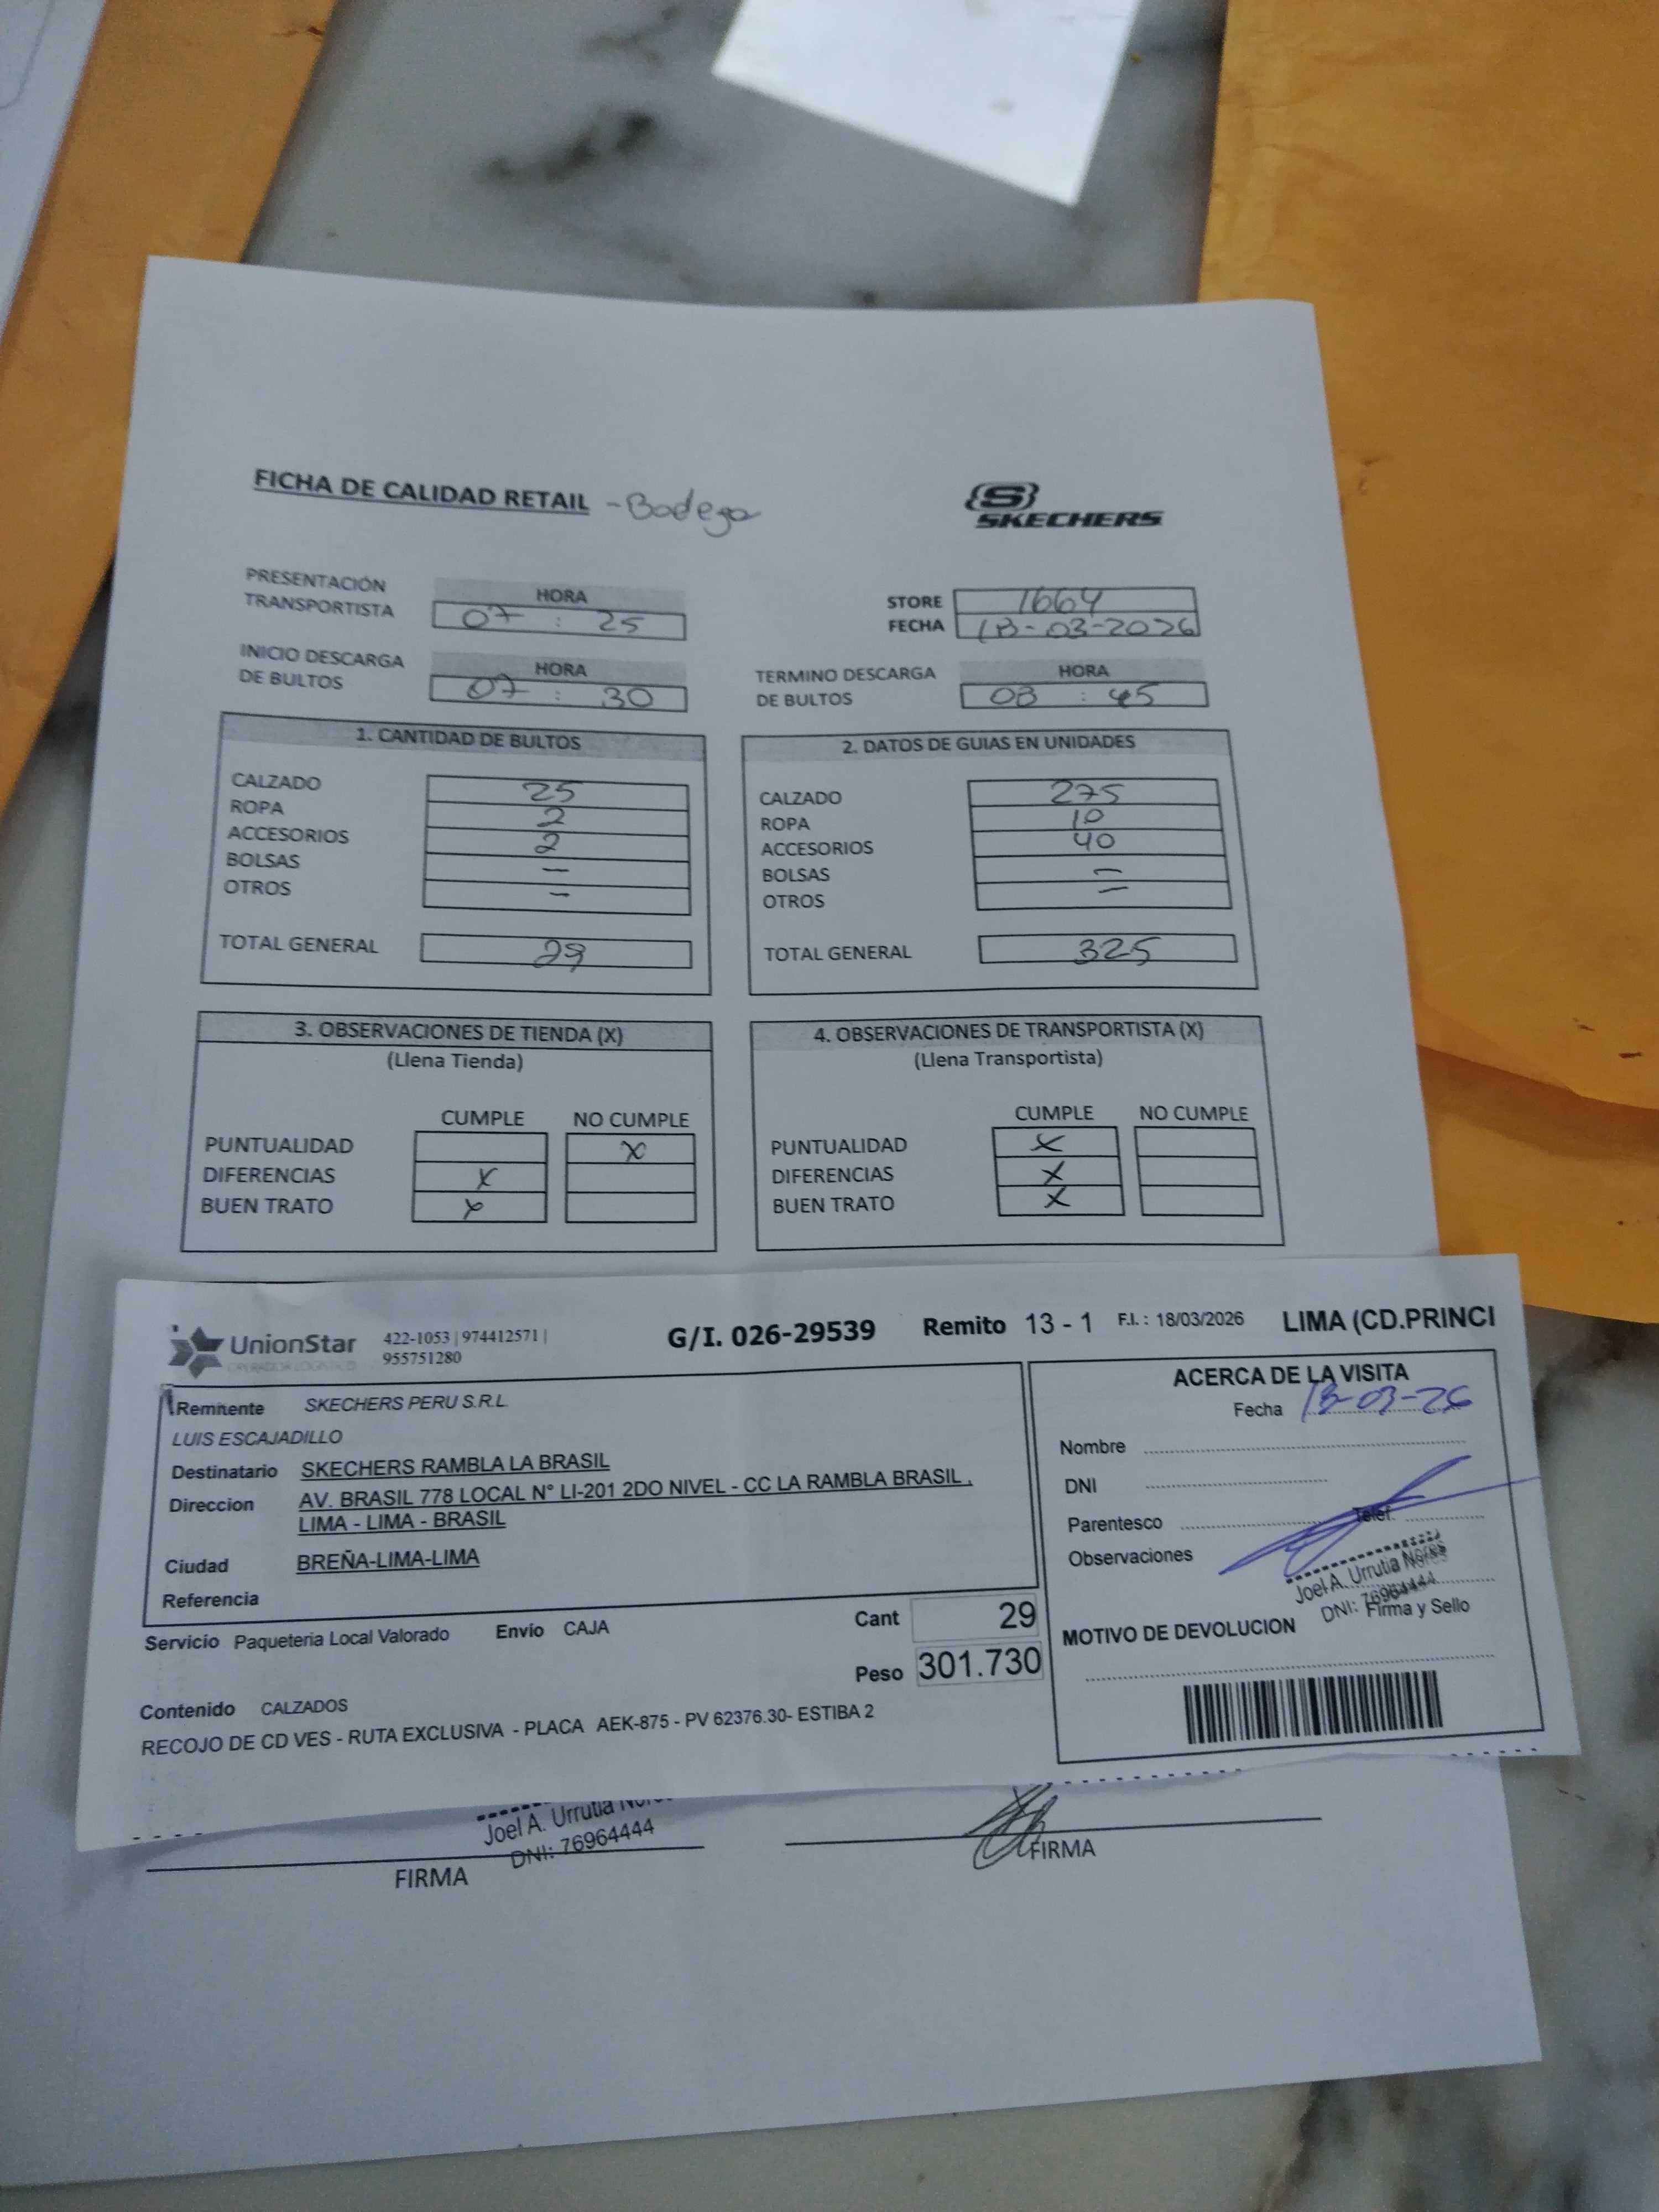 FICHA DE CALIDAD RETAIL - Bodega
SKECHERS
PRESENTACIÓN TRANSPORTISTA
HORA
07 : 25
STORE 1664
FECHA 18-03-2026
INICIO DESCARGA DE BULTOS
HORA
07 : 30
TERMINO DESCARGA DE BULTOS
HORA
08 : 45
1. CANTIDAD DE BULTOS
CALZADO 25
ROPA 2
ACCESORIOS 2
BOLSAS –
OTROS –
TOTAL GENERAL 29
2. DATOS DE GUIAS EN UNIDADES
CALZADO 275
ROPA 10
ACCESORIOS 40
BOLSAS –
OTROS –
TOTAL GENERAL 325
3. OBSERVACIONES DE TIENDA (X)
(Llena Tienda)
CUMPLE NO CUMPLE
PUNTUALIDAD X
DIFERENCIAS X
BUEN TRATO X
4. OBSERVACIONES DE TRANSPORTISTA (X)
(Llena Transportista)
CUMPLE NO CUMPLE
PUNTUALIDAD X
DIFERENCIAS X
BUEN TRATO X
UnionStar
OPERADOR LOGISTICO
422-1053 | 974412571 |
955751280
G/I. 026-29539 Remito 13 - 1 F.I. : 18/03/2026 LIMA (CD.PRINCI
Remitente SKECHERS PERU S.R.L.
LUIS ESCAJADILLO
Destinatario SKECHERS RAMBLA LA BRASIL
Direccion AV. BRASIL 778 LOCAL N° LI-201 2DO NIVEL - CC LA RAMBLA BRASIL ,
LIMA - LIMA - BRASIL
Ciudad BREÑA-LIMA-LIMA
Referencia
Servicio Paqueteria Local Valorado Envio CAJA
Cant 29
Peso 301.730
Contenido CALZADOS
RECOJO DE CD VES - RUTA EXCLUSIVA - PLACA AEK-875 - PV 62376.30- ESTIBA 2
ACERCA DE LA VISITA
Fecha 18-03-26
Nombre
DNI
Parentesco Telef.
Observaciones
Joel A. Urrutia
DNI: 76964444
Firma y Sello
MOTIVO DE DEVOLUCION
Joel A. Urrutia
DNI: 76964444
FIRMA
FIRMA